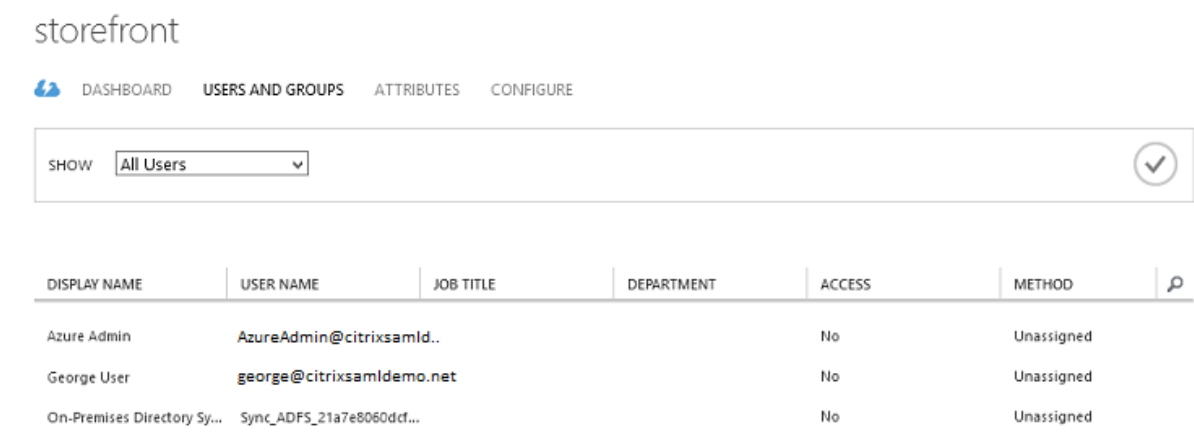 storefront
DASHBOARD USERS AND GROUPS ATTRIBUTES CONFIGURE
SHOW All Users
DISPLAY NAME USER NAME JOB TITLE DEPARTMENT ACCESS METHOD
Azure Admin AzureAdmin@citrixsamld.. No Unassigned
George User george@citrixsamldemo.net No Unassigned
On-Premises Directory Sy... Sync_ADFS_21a7e8060dcf... No Unassigned